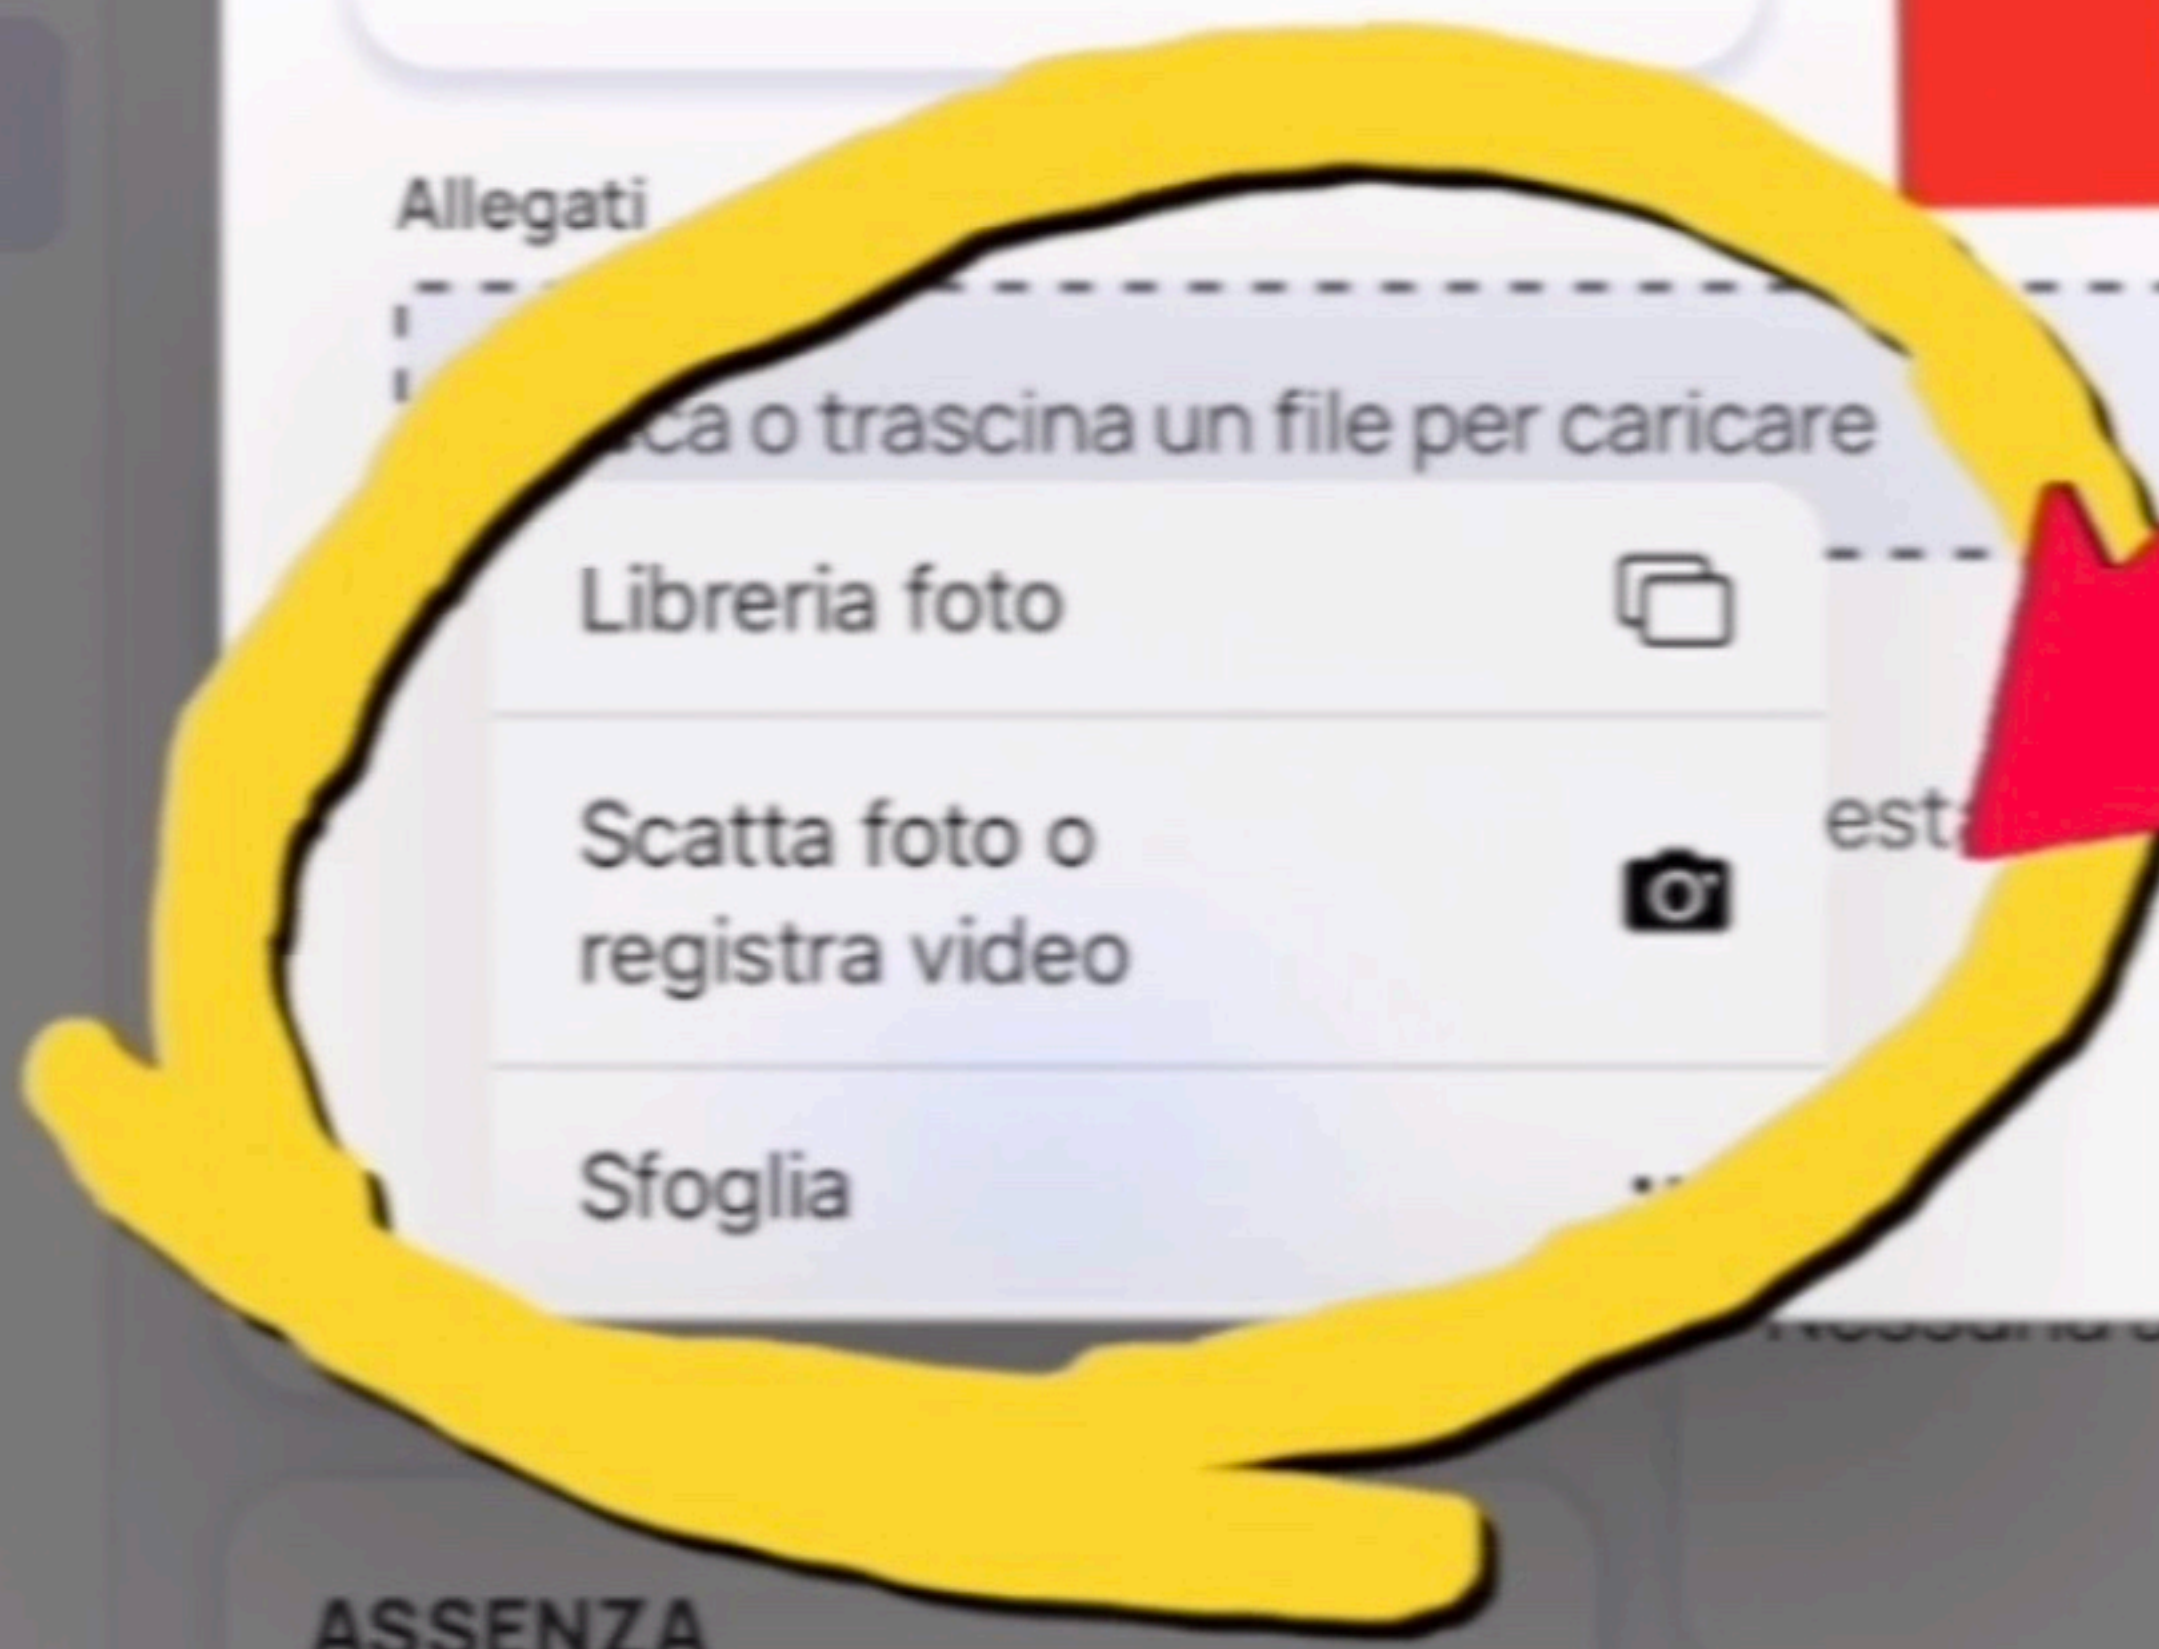 Allegati
o trascina un file per caricare
Libreria foto
Scatta foto o
registra video
Sfoglia
ASSENZA